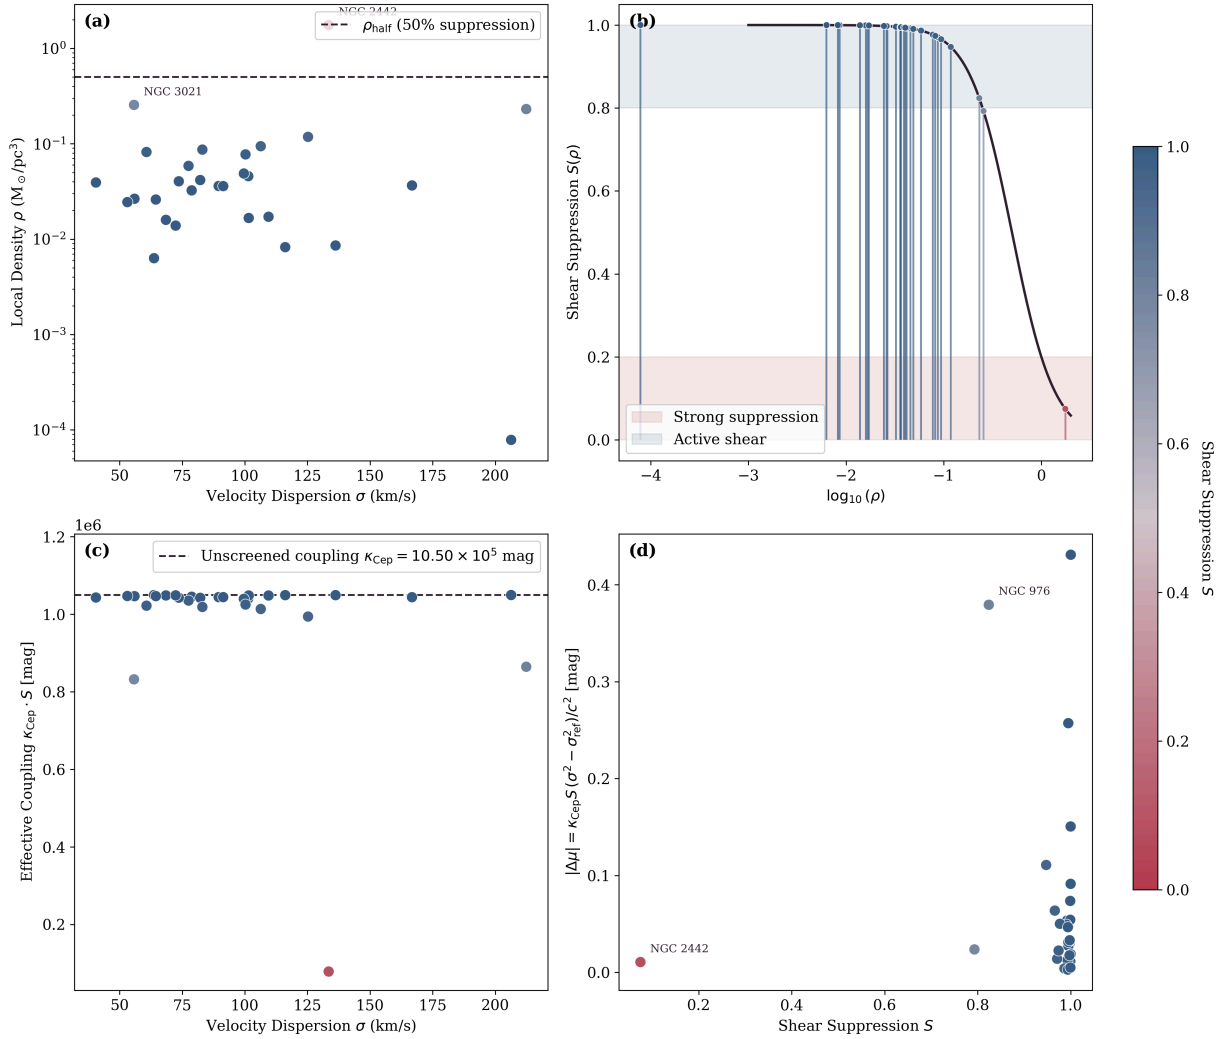 (a)
NGC 2442
ρhalf (50% suppression)
NGC 3021
10⁰
10⁻¹
10⁻²
10⁻³
10⁻⁴
Local Density ρ (M⊙/pc³)
50 75 100 125 150 175 200
Velocity Dispersion σ (km/s)
(b)
1.0
0.8
0.6
0.4
0.2
0.0
Shear Suppression S(ρ)
Strong suppression
Active shear
−4 −3 −2 −1 0
log₁₀(ρ)
(c)
1e6
Unscreened coupling κCep = 10.50 × 10⁵ mag
1.2
1.0
0.8
0.6
0.4
0.2
Effective Coupling κCep · S [mag]
50 75 100 125 150 175 200
Velocity Dispersion σ (km/s)
(d)
NGC 976
NGC 2442
0.4
0.3
0.2
0.1
0.0
|Δμ| = κCep S (σ² − σ²ref)/c² [mag]
0.2 0.4 0.6 0.8 1.0
Shear Suppression S
1.0
0.8
0.6
0.4
0.2
0.0
Shear Suppression S